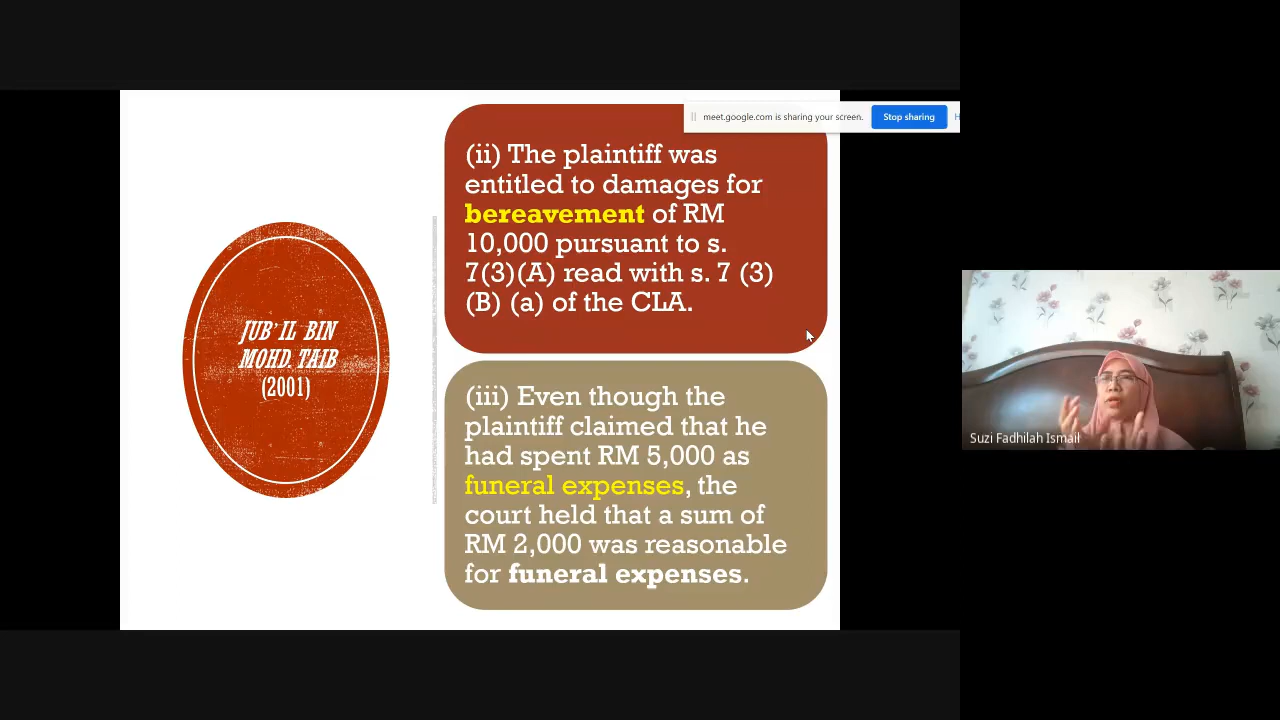 meet.google.com is sharing your screen.
Stop sharing
H
(ii) The plaintiff was
entitled to damages for
bereavement of RM
10,000 pursuant to s.
7(3)(A) read with s. 7 (3)
(B) (a) of the CLA.
JUB' IL BIN
MOHD. TAIB
(2001)
(iii) Even though the
plaintiff claimed that he
had spent RM 5,000 as
funeral expenses, the
court held that a sum of
RM 2,000 was reasonable
for funeral expenses.
Suzi Fadhilah Ismail